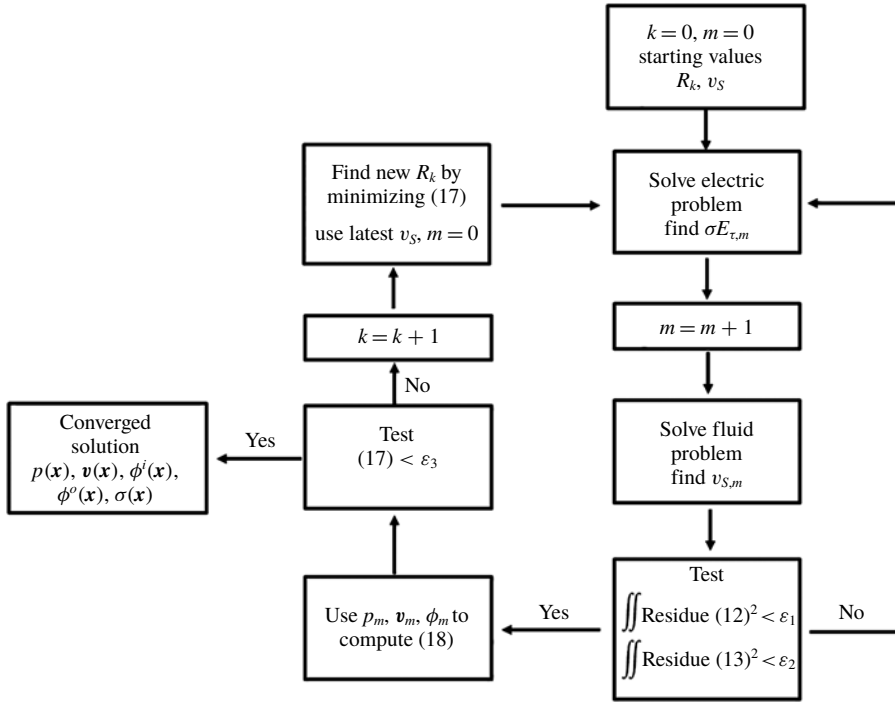 k = 0, m = 0
starting values
R_k, v_S
Find new R_k by
minimizing (17)
use latest v_S, m = 0
Solve electric
problem
find σE_{τ,m}
k = k + 1
m = m + 1
No
Converged
solution
p(x), v(x), ϕ^i(x),
ϕ^o(x), σ(x)
Yes
Test
(17) < ε_3
Solve fluid
problem
find v_{S,m}
Use p_m, v_m, ϕ_m to
compute (18)
Yes
Test
∬ Residue (12)^2 < ε_1
∬ Residue (13)^2 < ε_2
No